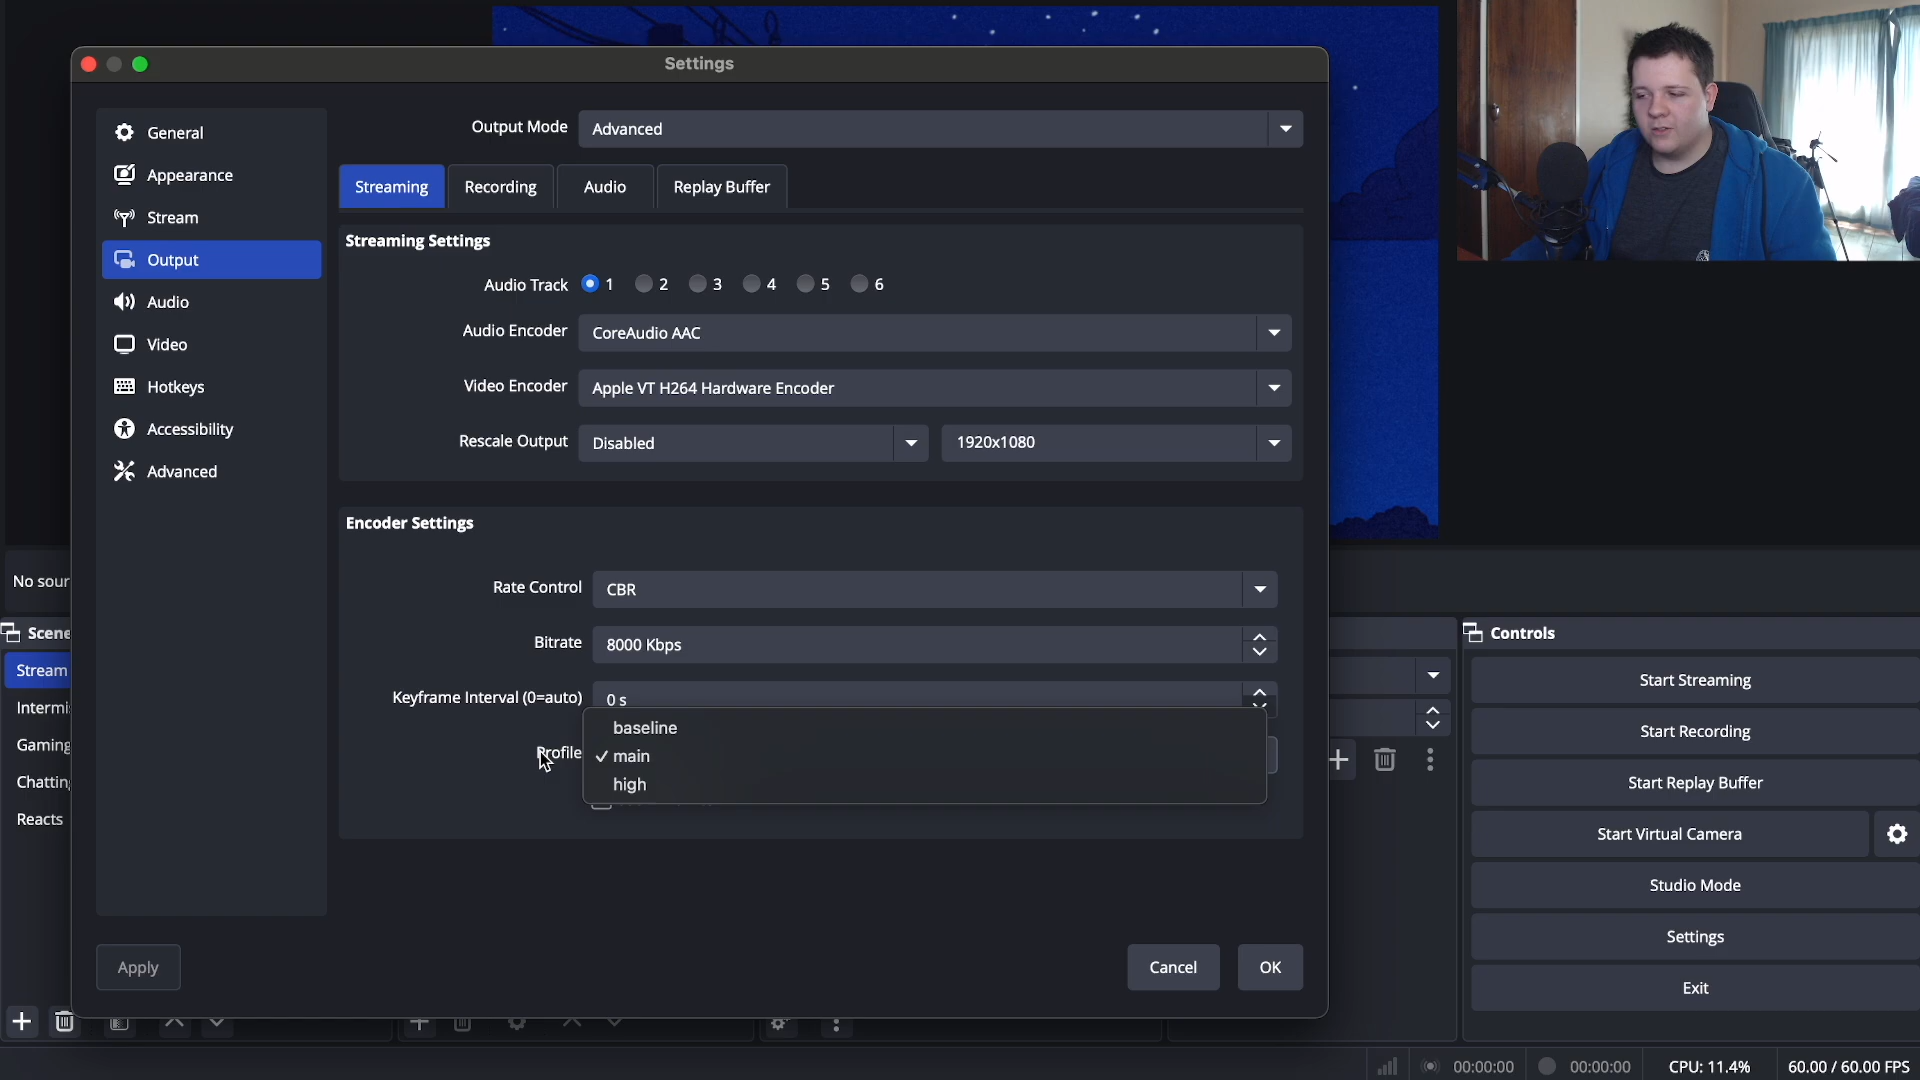 Settings
General
Appearance
Stream
Output
Audio
Video
Hotkeys
Accessibility
Advanced
Output Mode
Advanced
Streaming
Recording
Audio
Replay Buffer
Streaming Settings
Audio Track
1
2
3
4
5
6
Audio Encoder
CoreAudio AAC
Video Encoder
Apple VT H264 Hardware Encoder
Rescale Output
Disabled
1920x1080
Encoder Settings
Rate Control
CBR
Bitrate
8000 Kbps
Keyframe Interval (0=auto)
0 s
Profile
baseline
✓ main
high
Apply
Cancel
OK
No sour
Scene
Stream
Intermi
Gaming
Chattin
Reacts
Controls
Start Streaming
Start Recording
Start Replay Buffer
Start Virtual Camera
Studio Mode
Settings
Exit
00:00:00
00:00:00
CPU: 11.4%
60.00 / 60.00 FPS